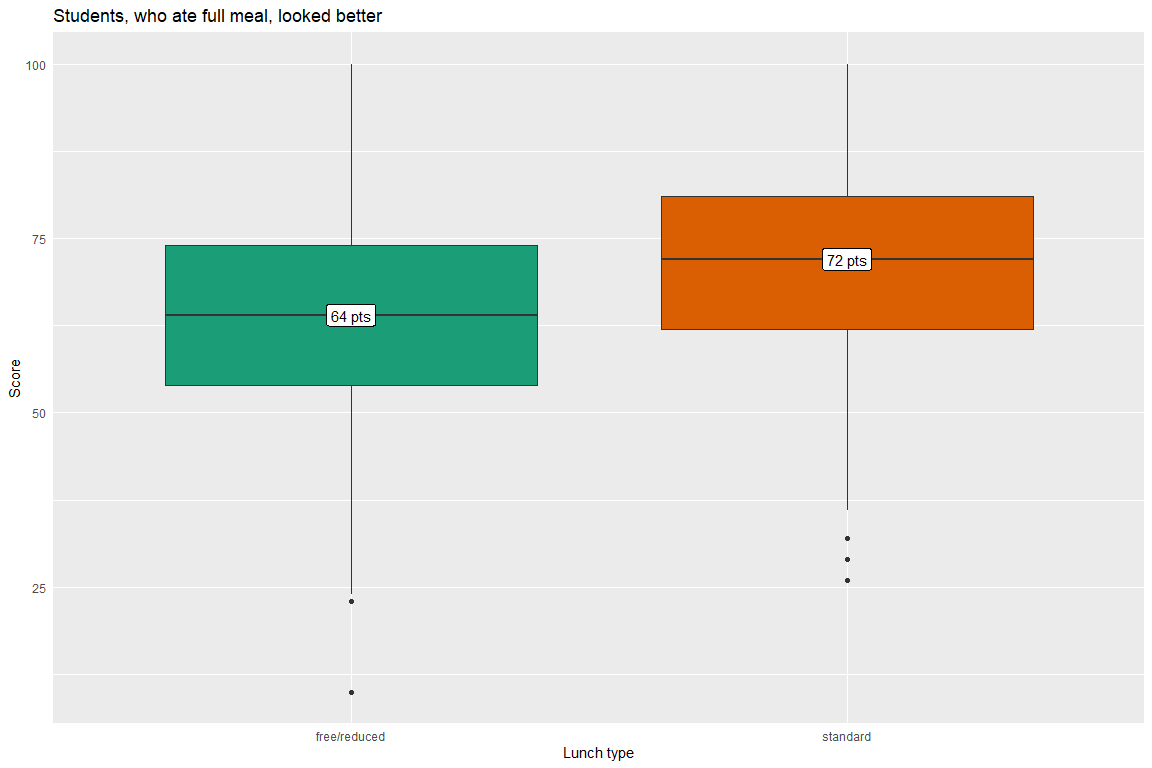 Students, who ate full meal, looked better
100
75
50
25
Score
64 pts
72 pts
free/reduced
standard
Lunch type